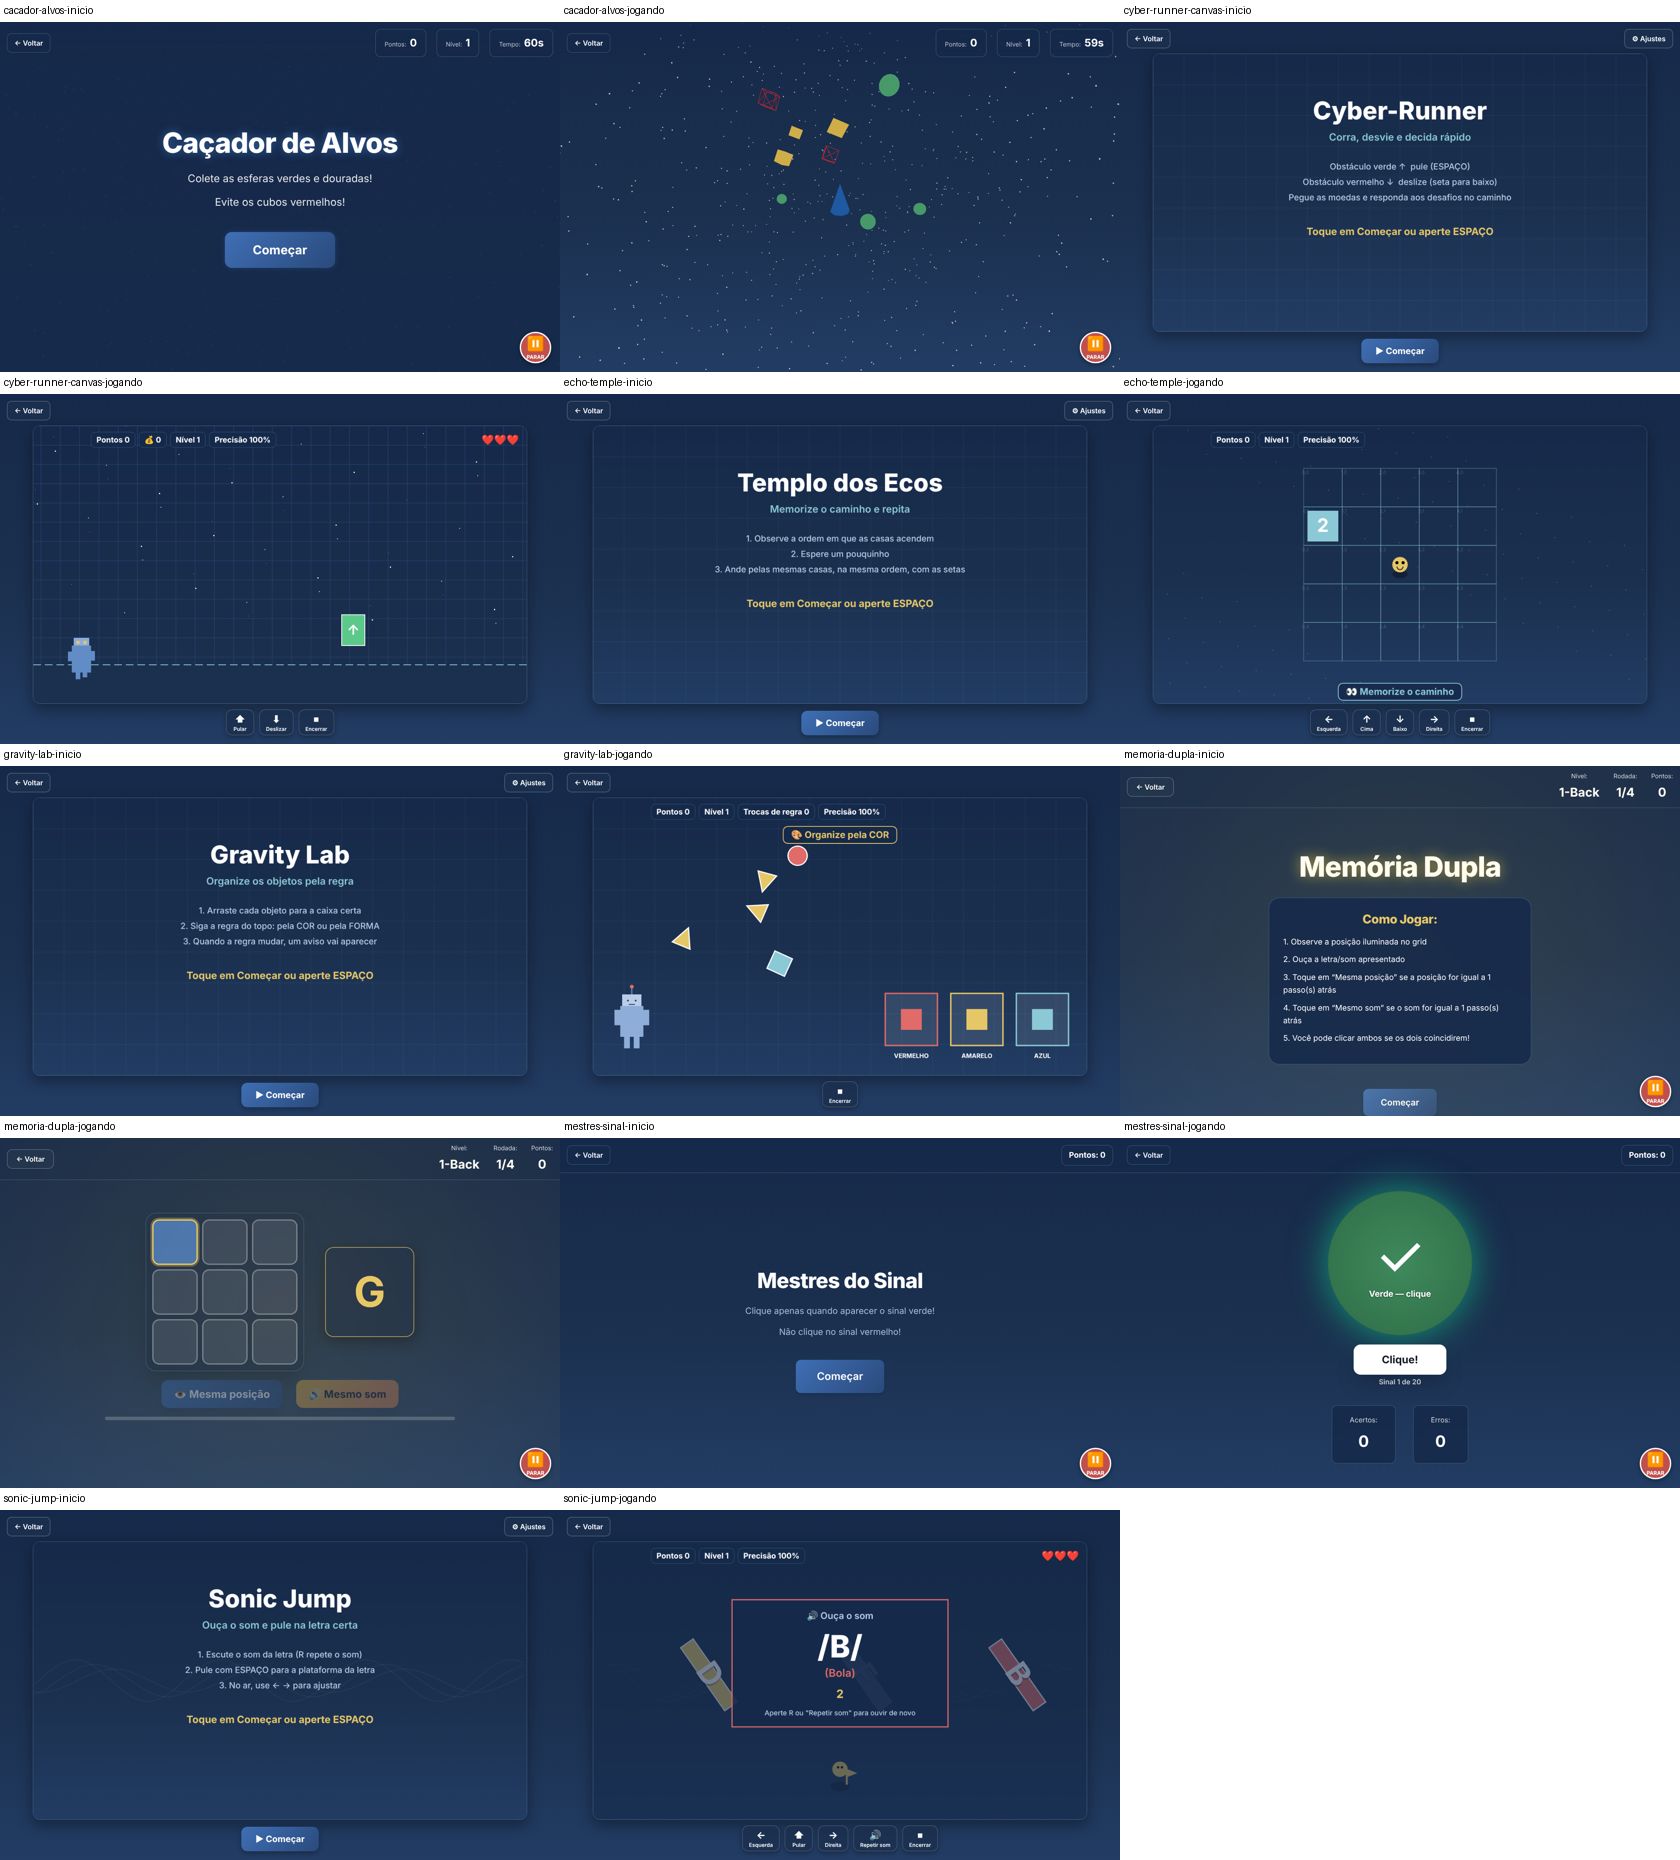 cacador-alvos-inicio
← Voltar
Pontos: 0
Nível: 1
Tempo: 60s
Caçador de Alvos
Colete as esferas verdes e douradas!
Evite os cubos vermelhos!
Começar
PARAR
cacador-alvos-jogando
← Voltar
Pontos: 0
Nível: 1
Tempo: 59s
PARAR
cyber-runner-canvas-inicio
← Voltar
Ajustes
Cyber-Runner
Corra, desvie e decida rápido
Obstáculo verde ↑ pule (ESPAÇO)
Obstáculo vermelho ↓ deslize (seta para baixo)
Pegue as moedas e responda aos desafios no caminho
Toque em Começar ou aperte ESPAÇO
▶ Começar
cyber-runner-canvas-jogando
← Voltar
Pontos 0
💰 0
Nível 1
Precisão 100%
↑
Pular
Deslizar
Encerrar
echo-temple-inicio
← Voltar
Ajustes
Templo dos Ecos
Memorize o caminho e repita
1. Observe a ordem em que as casas acendem
2. Espere um pouquinho
3. Ande pelas mesmas casas, na mesma ordem, com as setas
Toque em Começar ou aperte ESPAÇO
▶ Começar
echo-temple-jogando
← Voltar
Pontos 0
Nível 1
Precisão 100%
2
👀 Memorize o caminho
Esquerda
Cima
Baixo
Direita
Encerrar
gravity-lab-inicio
← Voltar
Ajustes
Gravity Lab
Organize os objetos pela regra
1. Arraste cada objeto para a caixa certa
2. Siga a regra do topo: pela COR ou pela FORMA
3. Quando a regra mudar, um aviso vai aparecer
Toque em Começar ou aperte ESPAÇO
▶ Começar
gravity-lab-jogando
← Voltar
Pontos 0
Nível 1
Trocas de regra 0
Precisão 100%
🎨 Organize pela COR
VERMELHO
AMARELO
AZUL
Encerrar
memoria-dupla-inicio
← Voltar
Nível: 1-Back
Rodada: 1/4
Pontos: 0
Memória Dupla
Como Jogar:
1. Observe a posição iluminada no grid
2. Ouça a letra/som apresentado
3. Toque em "Mesma posição" se a posição for igual a 1
passo(s) atrás
4. Toque em "Mesmo som" se o som for igual a 1 passo(s)
atrás
5. Você pode clicar ambos se os dois coincidirem!
Começar
PARAR
memoria-dupla-jogando
← Voltar
Nível: 1-Back
Rodada: 1/4
Pontos: 0
G
Mesma posição
Mesmo som
PARAR
mestres-sinal-inicio
← Voltar
Pontos: 0
Mestres do Sinal
Clique apenas quando aparecer o sinal verde!
Não clique no sinal vermelho!
Começar
PARAR
mestres-sinal-jogando
← Voltar
Pontos: 0
Verde — clique
Clique!
Sinal 1 de 20
Acertos: 0
Erros: 0
PARAR
sonic-jump-inicio
← Voltar
Ajustes
Sonic Jump
Ouça o som e pule na letra certa
1. Escute o som da letra (R repete o som)
2. Pule com ESPAÇO para a plataforma da letra
3. No ar, use ← → para ajustar
Toque em Começar ou aperte ESPAÇO
▶ Começar
sonic-jump-jogando
← Voltar
Pontos 0
Nível 1
Precisão 100%
🔊 Ouça o som
/B/
(Bola)
2
Aperte R ou "Repetir som" para ouvir de novo
D
B
Esquerda
Pular
Direita
Repetir som
Encerrar